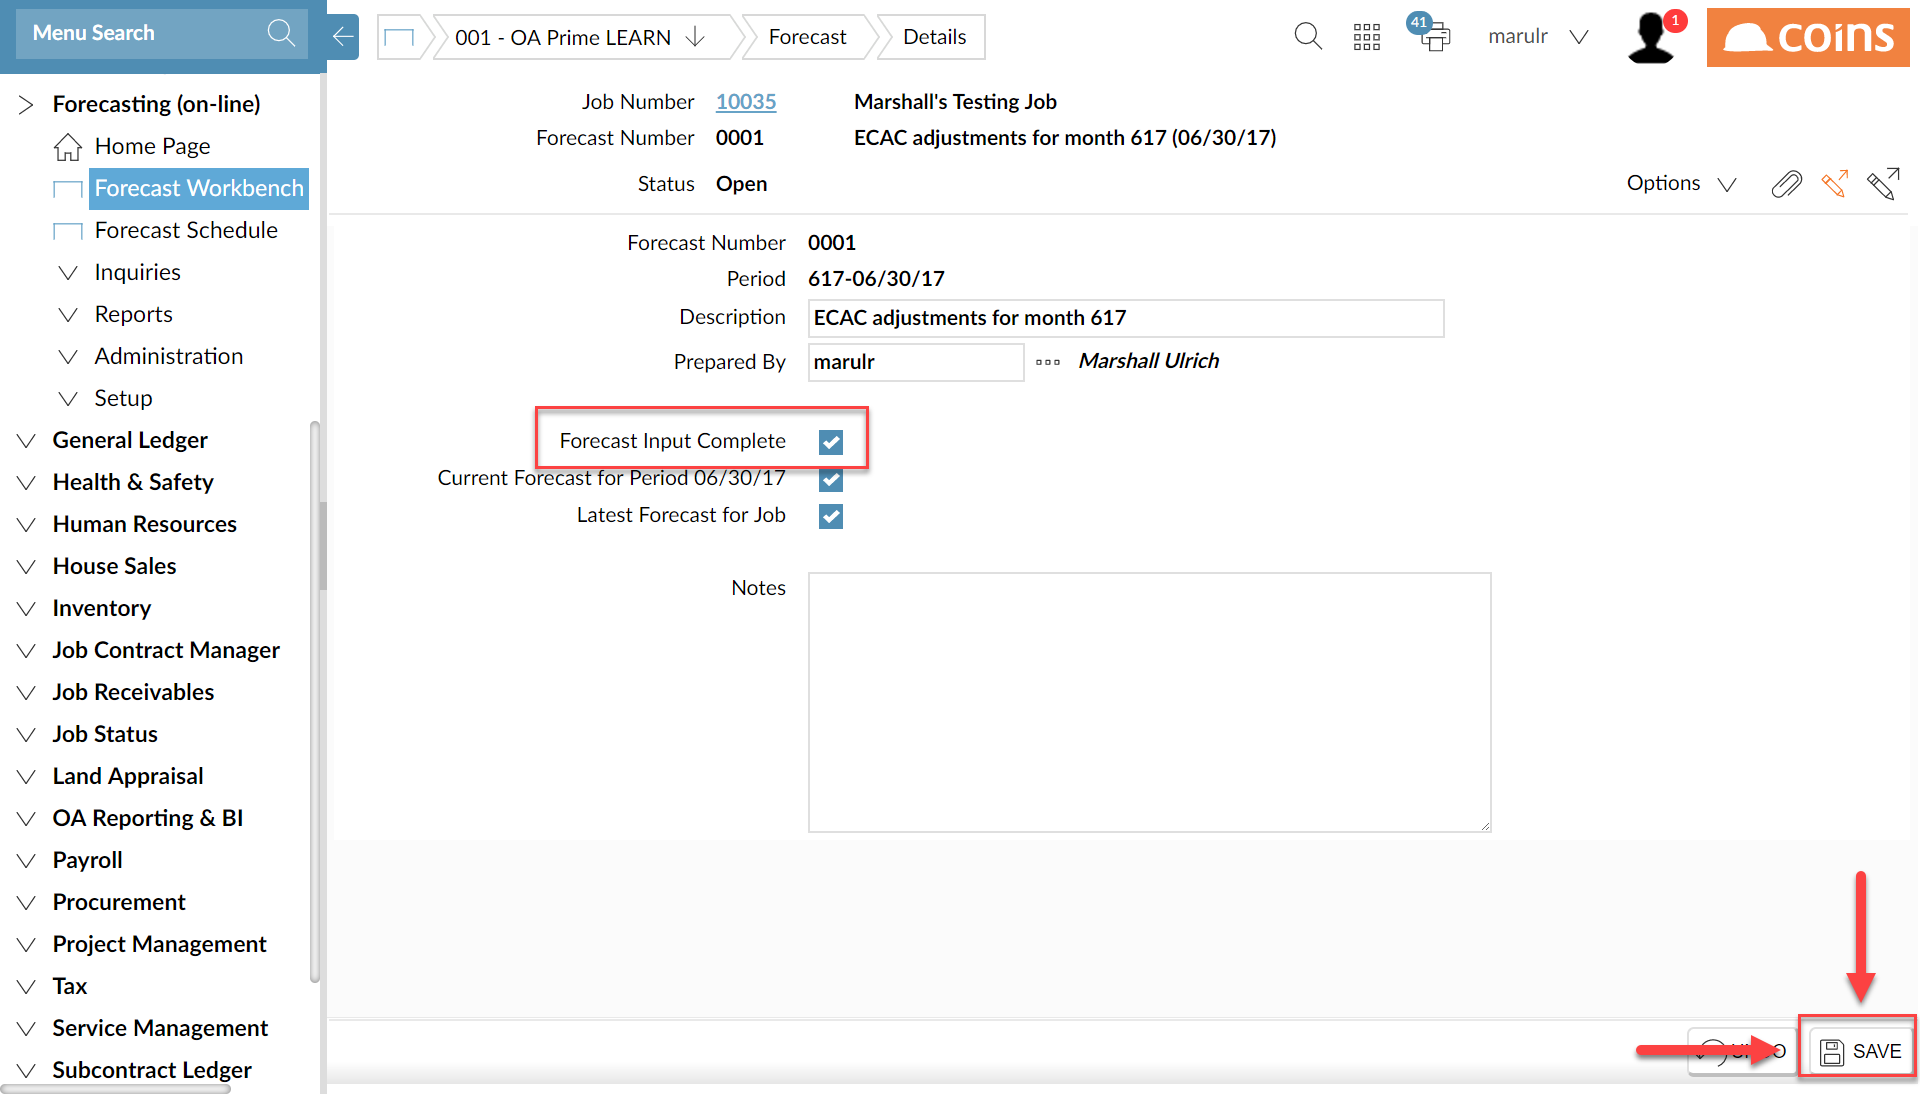 Menu Search
001 - OA Prime LEARN
Forecast
Details
41
marulr
1
coins
Forecasting (on-line)
Home Page
Forecast Workbench
Forecast Schedule
Inquiries
Reports
Administration
Setup
General Ledger
Health & Safety
Human Resources
House Sales
Inventory
Job Contract Manager
Job Receivables
Job Status
Land Appraisal
OA Reporting & BI
Payroll
Procurement
Project Management
Tax
Service Management
Subcontract Ledger
Job Number 10035 Marshall's Testing Job
Forecast Number 0001 ECAC adjustments for month 617 (06/30/17)
Status Open
Options
Forecast Number 0001
Period 617-06/30/17
Description ECAC adjustments for month 617
Prepared By marulr Marshall Ulrich
Forecast Input Complete
Current Forecast for Period 06/30/17
Latest Forecast for Job
Notes
SAVE